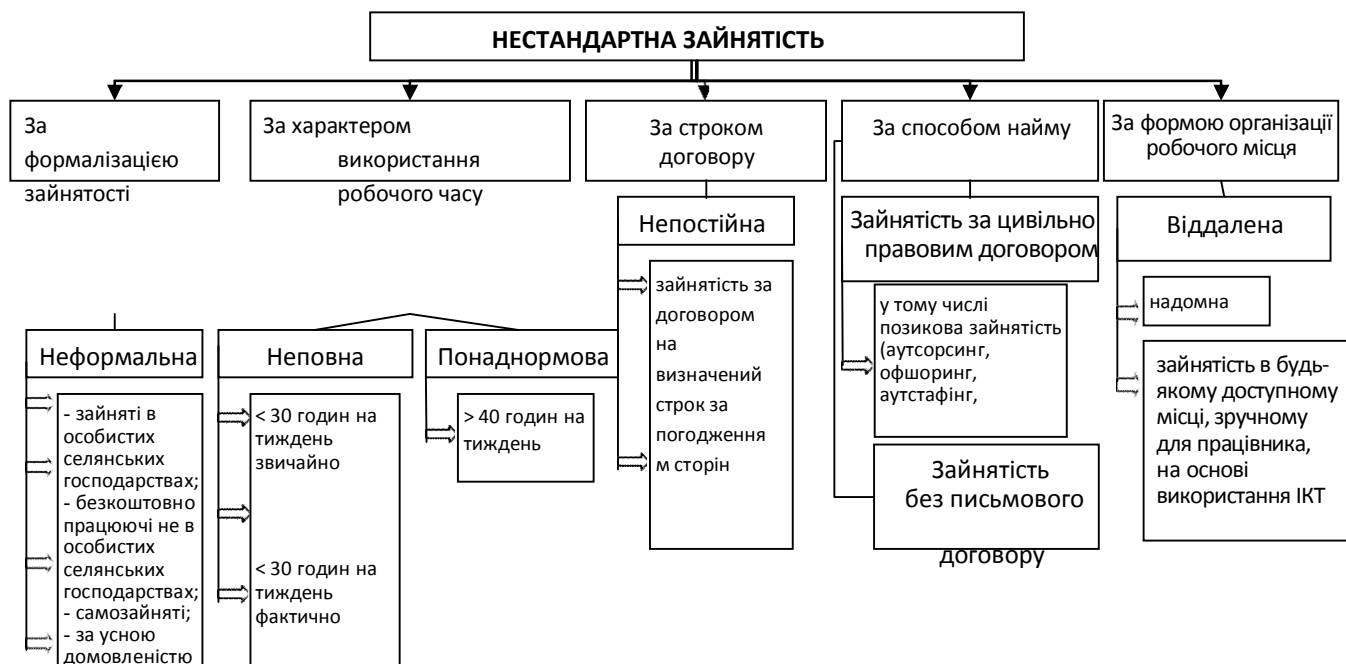 НЕСТАНДАРТНА ЗАЙНЯТІСТЬ
За
формалізацією
зайнятості
За характером
використання
робочого часу
За строком
договору
За способом найму
За формою організації
робочого місця
Непостійна
зайнятість за
договором
на
визначений
строк за
погодження
м сторін
Зайнятість за цивільно
правовим договором
у тому числі
позикова зайнятість
(аутсорсинг,
офшоринг,
аутстафінг,
Зайнятість
без письмового
договору
Віддалена
надомна
зайнятість в будь-
якому доступному
місці, зручному
для працівника,
на основі
використання ІКТ
Неформальна
- зайняті в
особистих
селянських
господарствах;
- безкоштовно
працюючі не в
особистих
селянських
господарствах;
- самозайняті;
- за усною
домовленістю
Неповна
< 30 годин на
тиждень
звичайно
< 30 годин на
тиждень
фактично
Понаднормова
> 40 годин на
тиждень